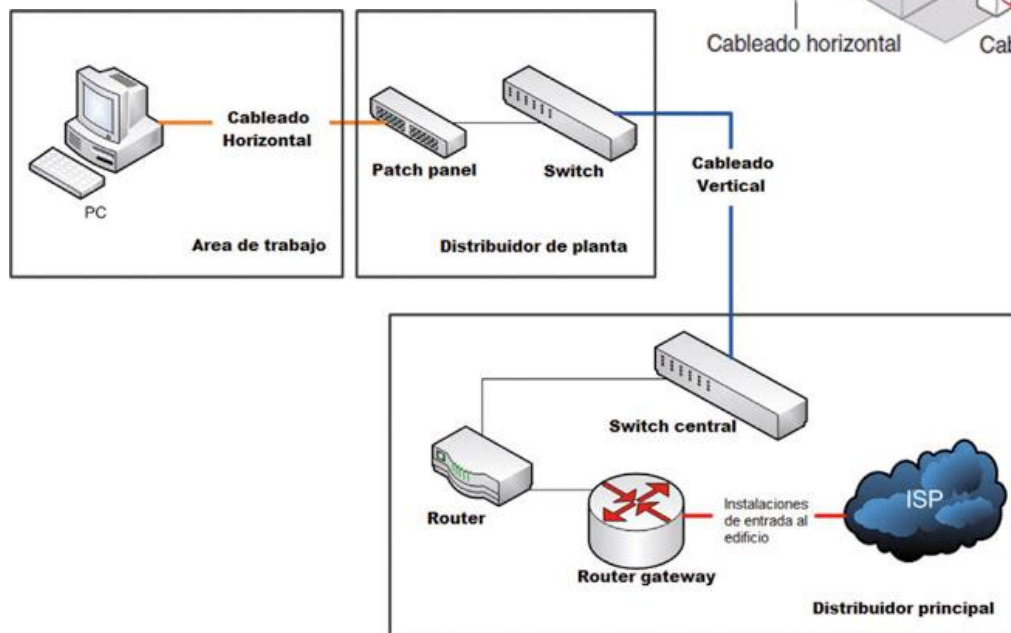 Cableado horizontal
Cab
Cableado
Horizontal
Patch panel
Switch
Cableado
Vertical
PC
Area de trabajo
Distribuidor de planta
Switch central
Router
Router gateway
Instalaciones
de entrada al
edificio
ISP
Distribuidor principal